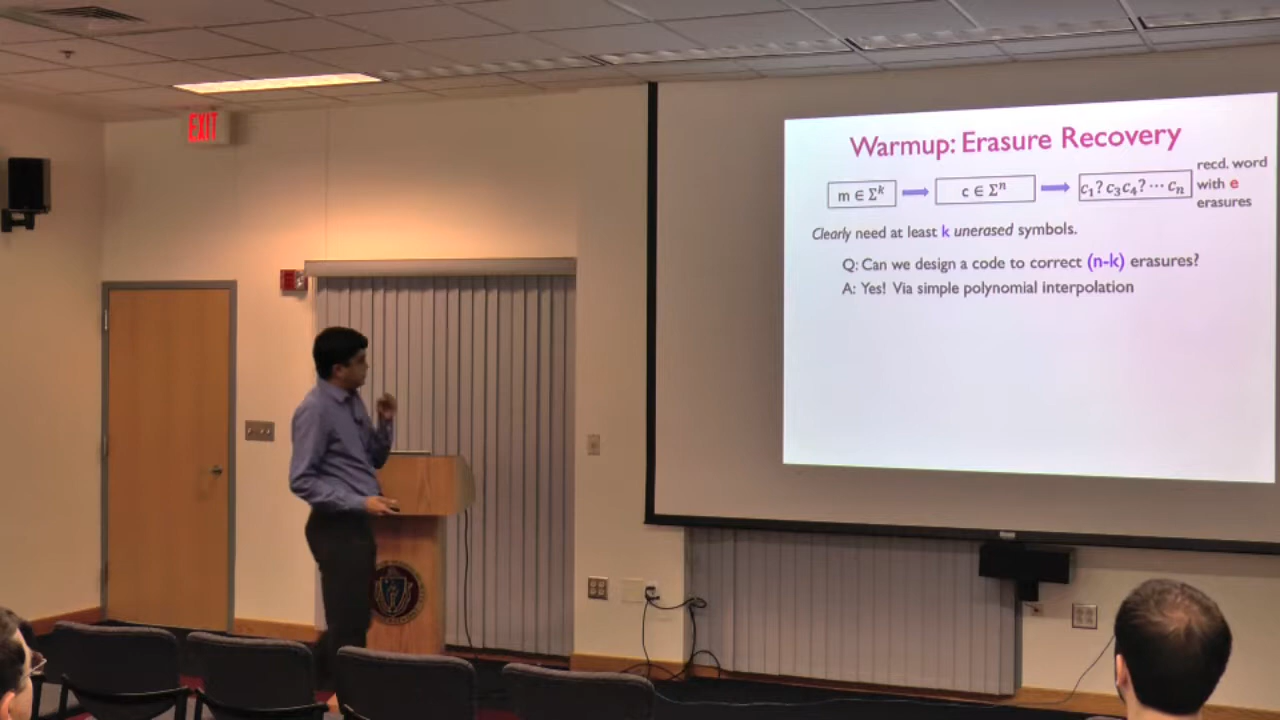 EXIT
Warmup: Erasure Recovery
m ∈ Σ^k
c ∈ Σ^n
c₁? c₃c₄? ⋯ cₙ
recd. word
with e
erasures
Clearly need at least k unerased symbols.
Q: Can we design a code to correct (n-k) erasures?
A: Yes! Via simple polynomial interpolation